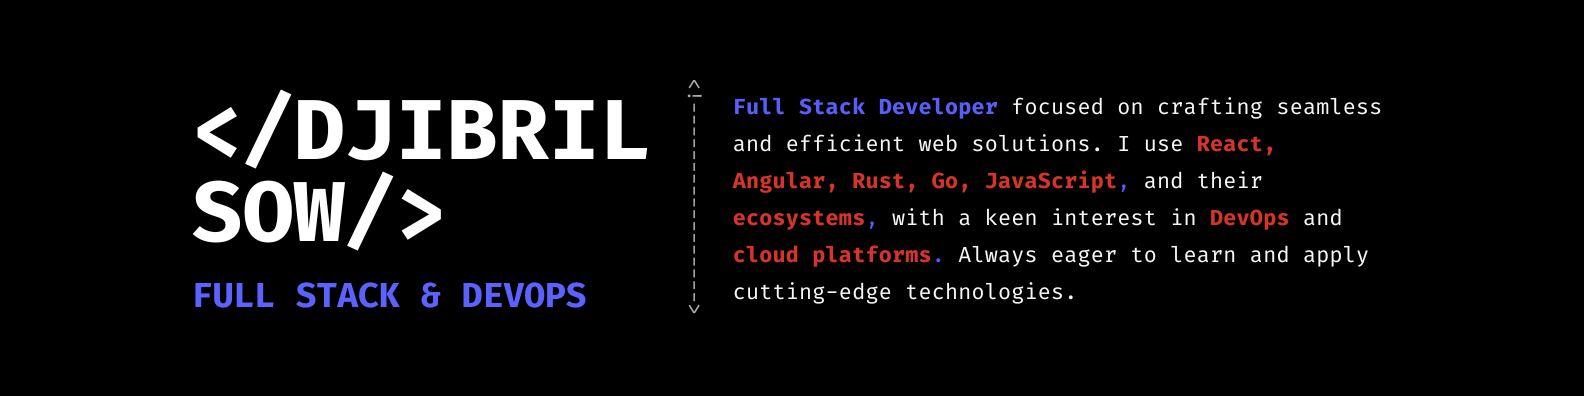 </DJIBRIL
SOW/>
FULL STACK & DEVOPS
Full Stack Developer focused on crafting seamless
and efficient web solutions. I use React,
Angular, Rust, Go, JavaScript, and their
ecosystems, with a keen interest in DevOps and
cloud platforms. Always eager to learn and apply
cutting-edge technologies.